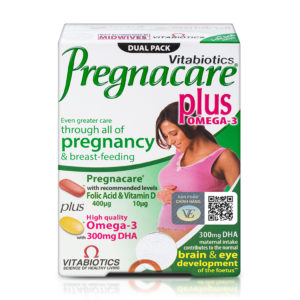 DUAL PACK
MIDWIVES
Vitabiotics
Pregnacare®
plus
OMEGA-3
Even greater care
through all of
pregnancy
& breast-feeding
Pregnacare®
with recommended levels
Folic Acid & Vitamin D
400μg 10μg
plus
High quality
Omega-3
with 300mg DHA
CHÍNH HÃNG
300mg DHA
maternal intake
contributes to the normal
brain & eye
development
of the foetus
VITABIOTICS
SCIENCE OF HEALTHY LIVING